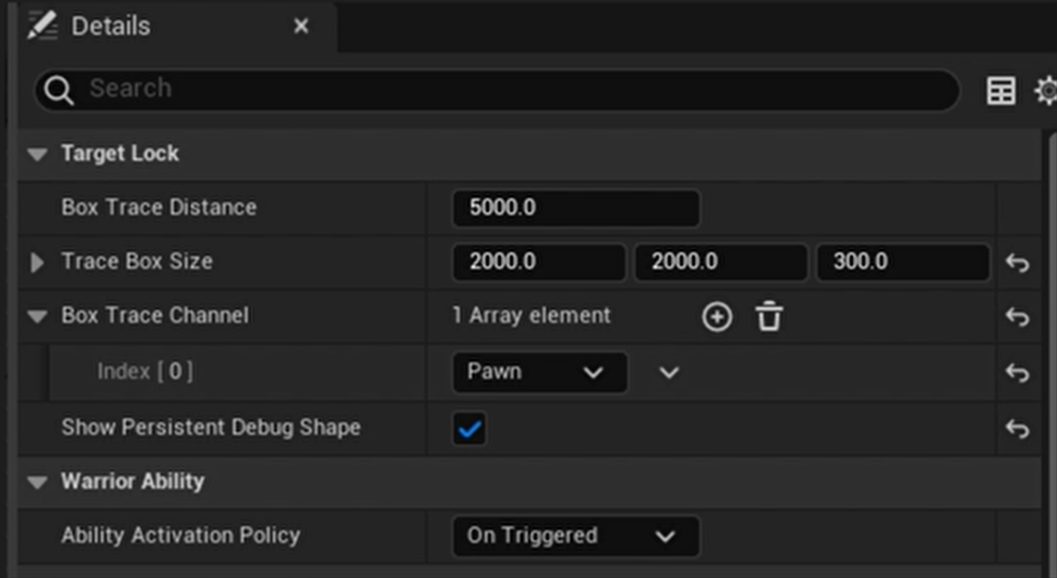 Details
Search
Target Lock
Box Trace Distance 5000.0
Trace Box Size 2000.0 2000.0 300.0
Box Trace Channel 1 Array element
Index [ 0 ] Pawn
Show Persistent Debug Shape
Warrior Ability
Ability Activation Policy On Triggered